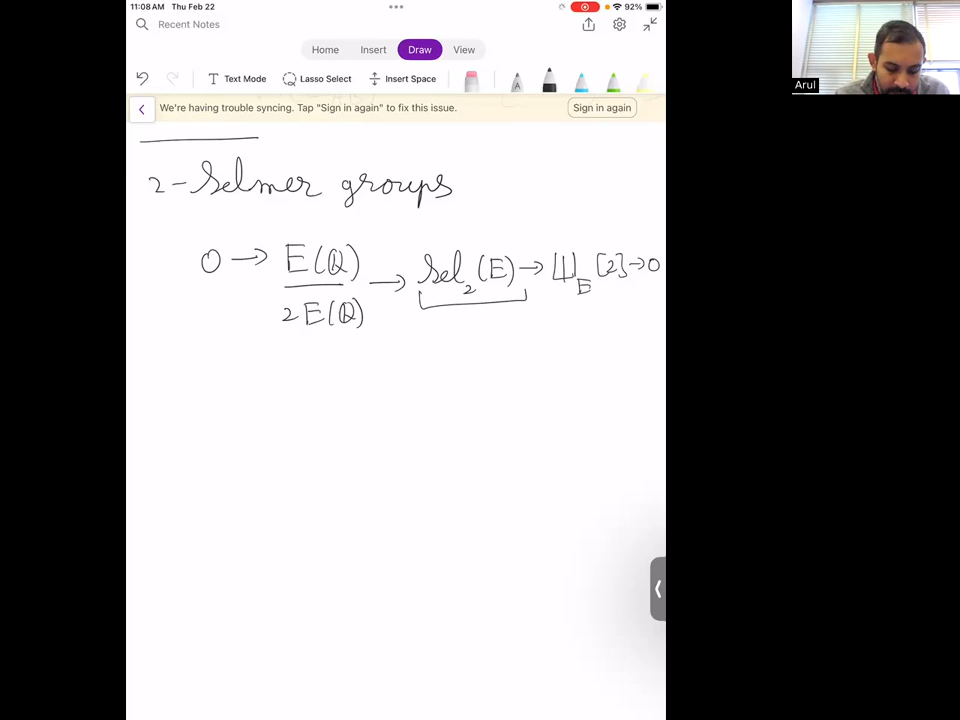 11:08AM Thu Feb 22
92%
Recent Notes
Home Insert Draw View
Text Mode Lasso Select Insert Space
We're having trouble syncing. Tap "Sign in again" to fix this issue. Sign in again
Arul
2-Selmer groups
0 → E(ℚ)/2E(ℚ) → Sel₂(E) → Ш_E[2] → 0